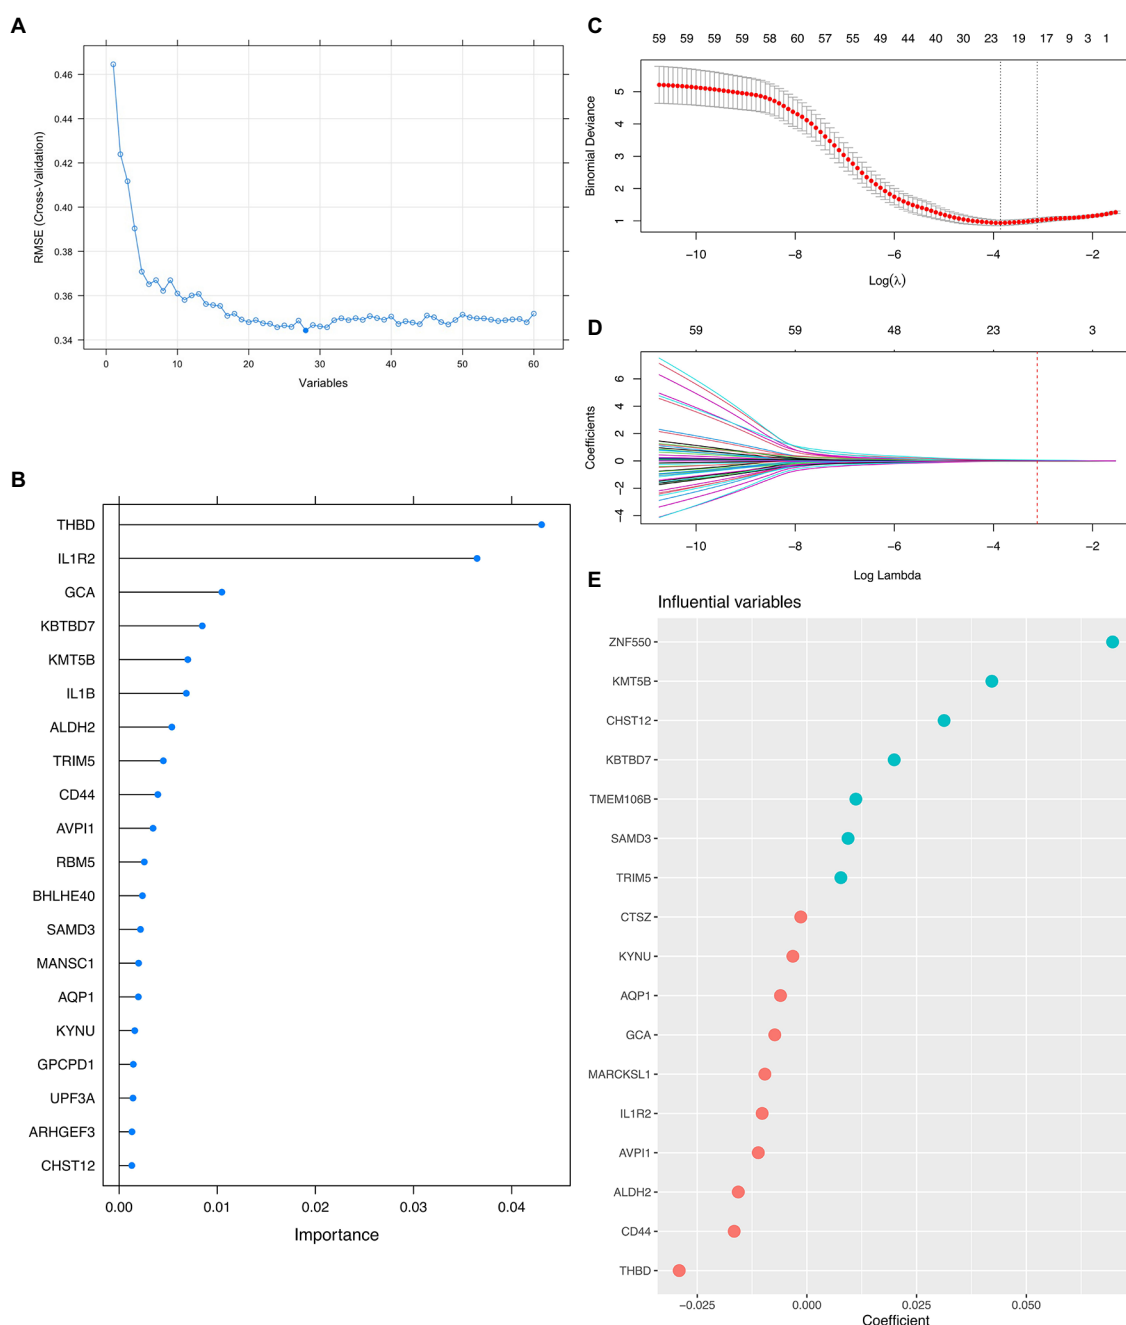 A
0.46
0.44
0.42
0.40
0.38
0.36
0.34
RMSE (Cross-Validation)
0 10 20 30 40 50 60
Variables
B
THBD
IL1R2
GCA
KBTBD7
KMT5B
IL1B
ALDH2
TRIM5
CD44
AVPI1
RBM5
BHLHE40
SAMD3
MANSC1
AQP1
KYNU
GPCPD1
UPF3A
ARHGEF3
CHST12
0.00 0.01 0.02 0.03 0.04
Importance
C
59 59 59 59 58 60 57 55 49 44 40 30 23 19 17 9 3 1
5
4
3
2
1
Binomial Deviance
−10 −8 −6 −4 −2
Log(λ)
D
59 59 48 23 3
6
4
2
0
−2
−4
Coefficients
−10 −8 −6 −4 −2
Log Lambda
E
Influential variables
ZNF550
KMT5B
CHST12
KBTBD7
TMEM106B
SAMD3
TRIM5
CTSZ
KYNU
AQP1
GCA
MARCKSL1
IL1R2
AVPI1
ALDH2
CD44
THBD
−0.025 0.000 0.025 0.050
Coefficient